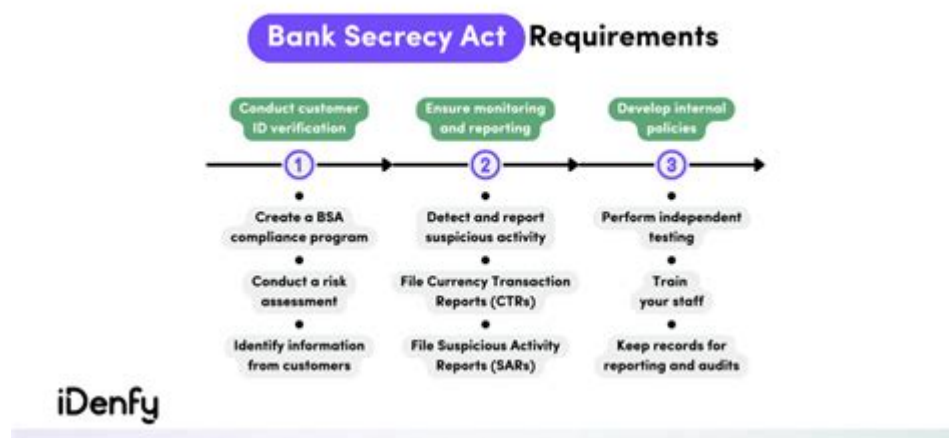 Bank Secrecy Act Requirements
Conduct customer
ID verification
1
Create a BSA
compliance program
Conduct a risk
assessment
Identify information
from customers
Ensure monitoring
and reporting
2
Detect and report
suspicious activity
File Currency Transaction
Reports (CTRs)
File Suspicious Activity
Reports (SARs)
Develop internal
policies
3
Perform independent
testing
Train
your staff
Keep records for
reporting and audits
iDenfy